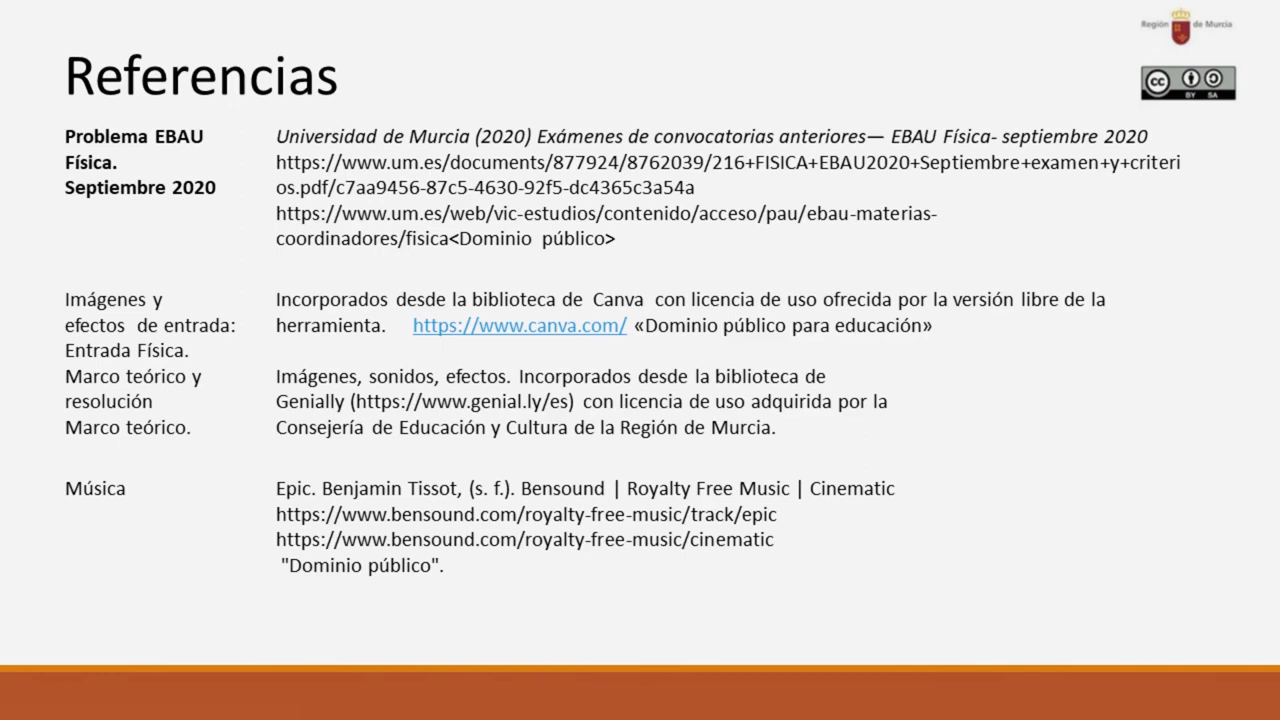 Región de Murcia
Referencias
CC BY SA
Problema EBAU
Física.
Septiembre 2020
Universidad de Murcia (2020) Exámenes de convocatorias anteriores— EBAU Física- septiembre 2020
https://www.um.es/documents/877924/8762039/216+FISICA+EBAU2020+Septiembre+examen+y+criteri
os.pdf/c7aa9456-87c5-4630-92f5-dc4365c3a54a
https://www.um.es/web/vic-estudios/contenido/acceso/pau/ebau-materias-
coordinadores/fisica<Dominio público>
Imágenes y
efectos de entrada:
Entrada Física.
Incorporados desde la biblioteca de Canva con licencia de uso ofrecida por la versión libre de la
herramienta. https://www.canva.com/ «Dominio público para educación»
Marco teórico y
resolución
Marco teórico.
Imágenes, sonidos, efectos. Incorporados desde la biblioteca de
Genially (https://www.genial.ly/es) con licencia de uso adquirida por la
Consejería de Educación y Cultura de la Región de Murcia.
Música
Epic. Benjamin Tissot, (s. f.). Bensound | Royalty Free Music | Cinematic
https://www.bensound.com/royalty-free-music/track/epic
https://www.bensound.com/royalty-free-music/cinematic
"Dominio público".